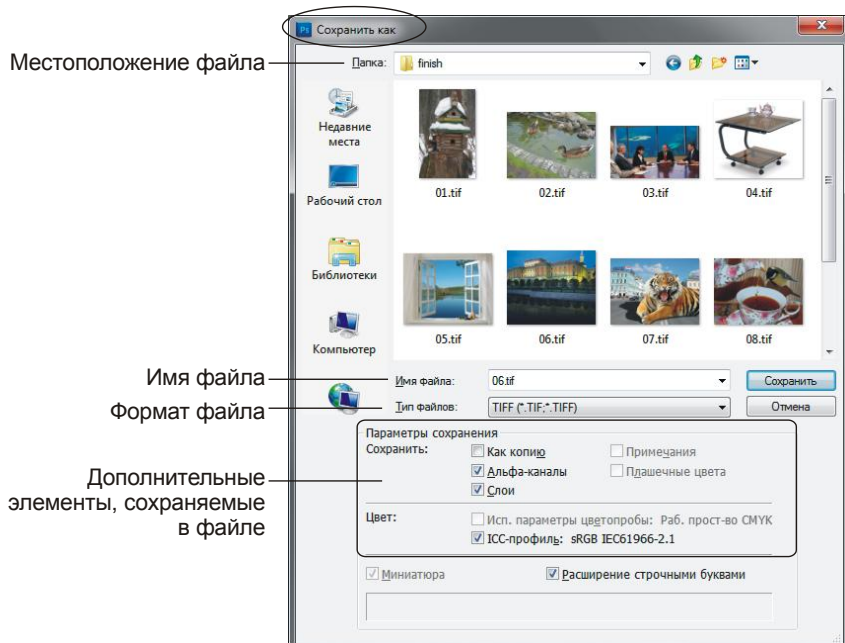 Ps Сохранить как
Местоположение файла
Папка: finish
Недавние места
Рабочий стол
Библиотеки
Компьютер
01.tif 02.tif 03.tif 04.tif
05.tif 06.tif 07.tif 08.tif
Имя файла
Имя файла: 06.tif Сохранить
Формат файла
Тип файлов: TIFF (*.TIF;*.TIFF) Отмена
Дополнительные
элементы, сохраняемые
в файле
Параметры сохранения
Сохранить: Как копию Примечания
Альфа-каналы Плашечные цвета
Слои
Цвет: Исп. параметры цветопробы: Раб. прост-во CMYK
ICC-профиль: sRGB IEC61966-2.1
Миниатюра Расширение строчными буквами